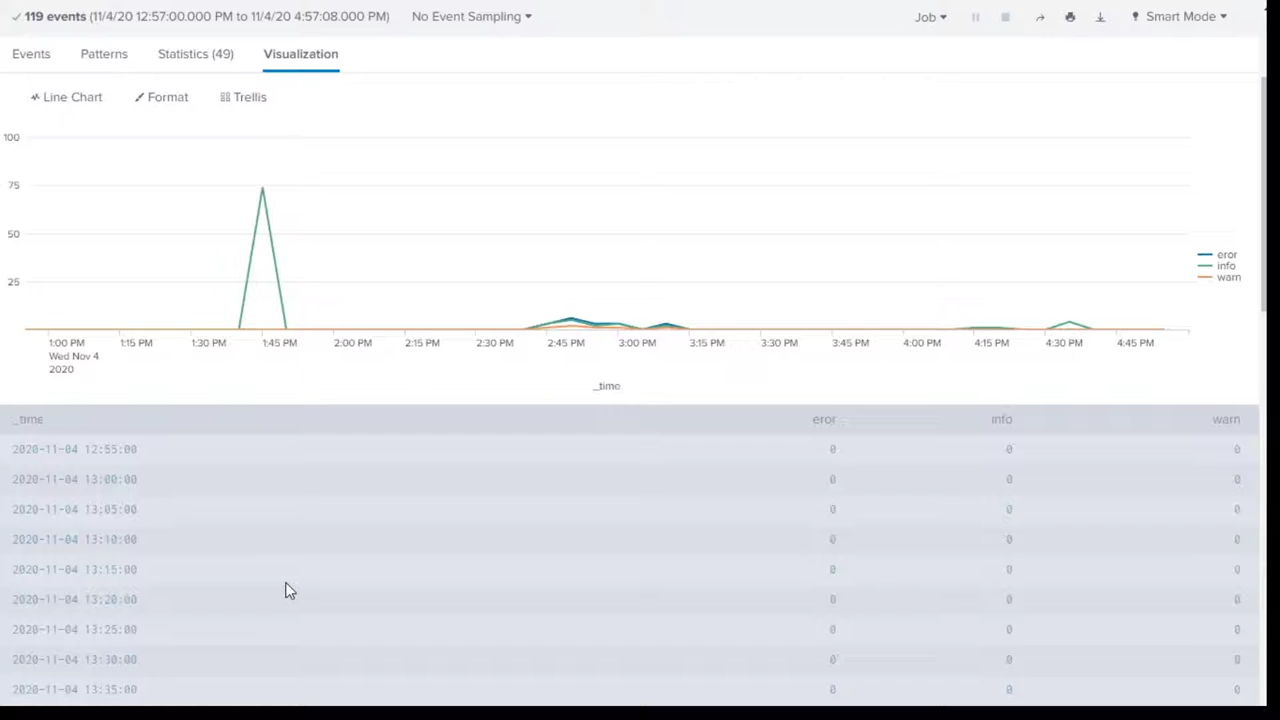 ✓ 119 events (11/4/20 12:57:00.000 PM to 11/4/20 4:57:08.000 PM) No Event Sampling Job Smart Mode
Events Patterns Statistics (49) Visualization
Line Chart Format Trellis
100
75
50
25
eror
info
warn
1:00 PM 1:15 PM 1:30 PM 1:45 PM 2:00 PM 2:15 PM 2:30 PM 2:45 PM 3:00 PM 3:15 PM 3:30 PM 3:45 PM 4:00 PM 4:15 PM 4:30 PM 4:45 PM
Wed Nov 4
2020
_time
_time eror info warn
2020-11-04 12:55:00 0 0 0
2020-11-04 13:00:00 0 0 0
2020-11-04 13:05:00 0 0 0
2020-11-04 13:10:00 0 0 0
2020-11-04 13:15:00 0 0 0
2020-11-04 13:20:00 0 0 0
2020-11-04 13:25:00 0 0 0
2020-11-04 13:30:00 0 0 0
2020-11-04 13:35:00 0 0 0